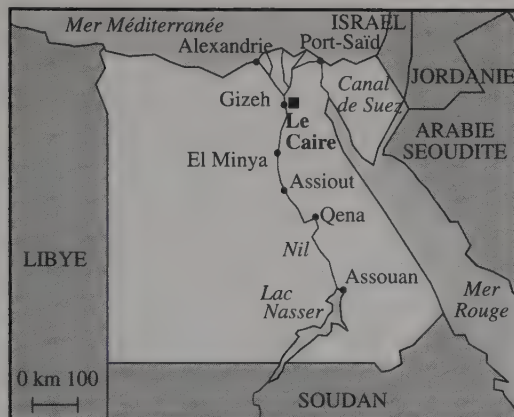 Mer Méditerranée
ISRAEL
Alexandrie
Port-Saïd
JORDANIE
Canal
de Suez
Gizeh
Le
Caire
ARABIE
SEOUDITE
El Minya
Assiout
Qena
LIBYE
Nil
Assouan
Lac
Nasser
Mer
Rouge
0 km 100
SOUDAN